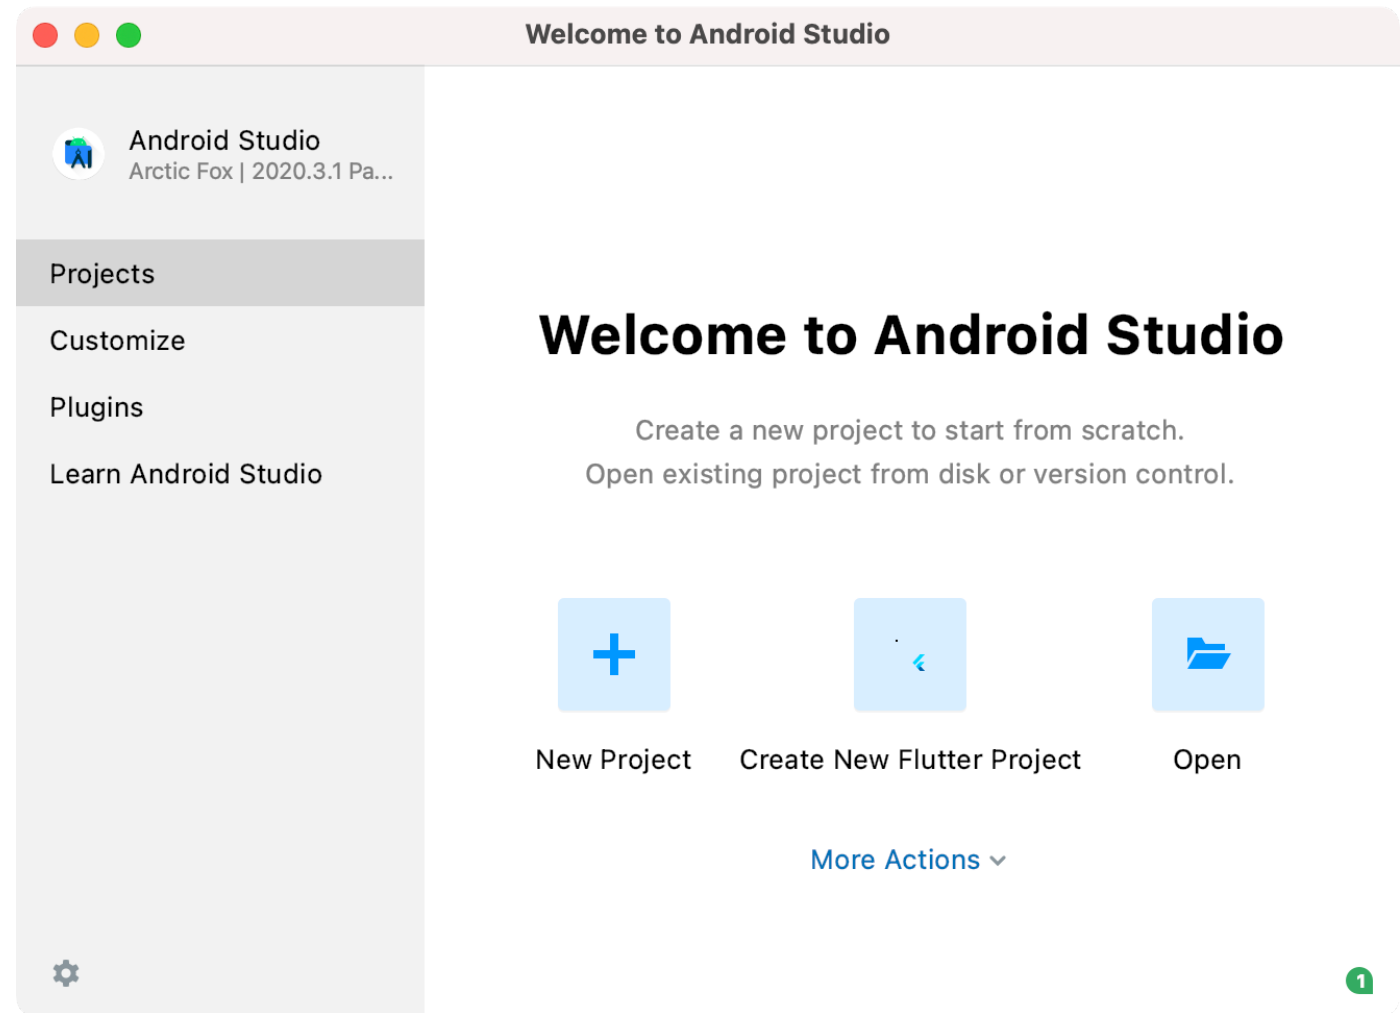 Welcome to Android Studio
Android Studio
Arctic Fox | 2020.3.1 Pa...
Projects
Customize
Plugins
Learn Android Studio
Welcome to Android Studio
Create a new project to start from scratch.
Open existing project from disk or version control.
New Project
Create New Flutter Project
Open
More Actions
1